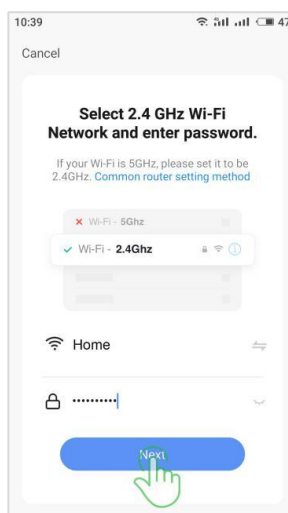 10:39 47
Cancel
Select 2.4 GHz Wi-Fi
Network and enter password.
If your Wi-Fi is 5GHz, please set it to be
2.4GHz. Common router setting method
Wi-Fi - 5Ghz
Wi-Fi - 2.4Ghz
Home
••••••••••
Next